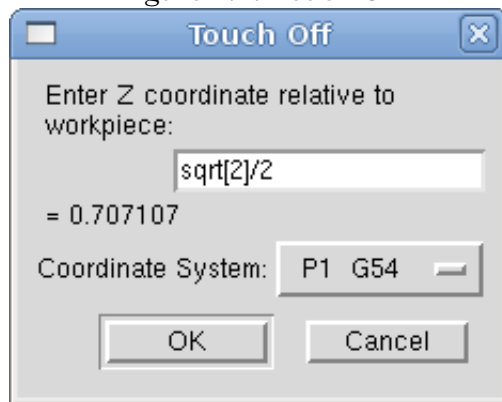 Touch Off
Enter Z coordinate relative to
workpiece:
sqrt[2]/2
= 0.707107
Coordinate System: P1 G54
OK Cancel